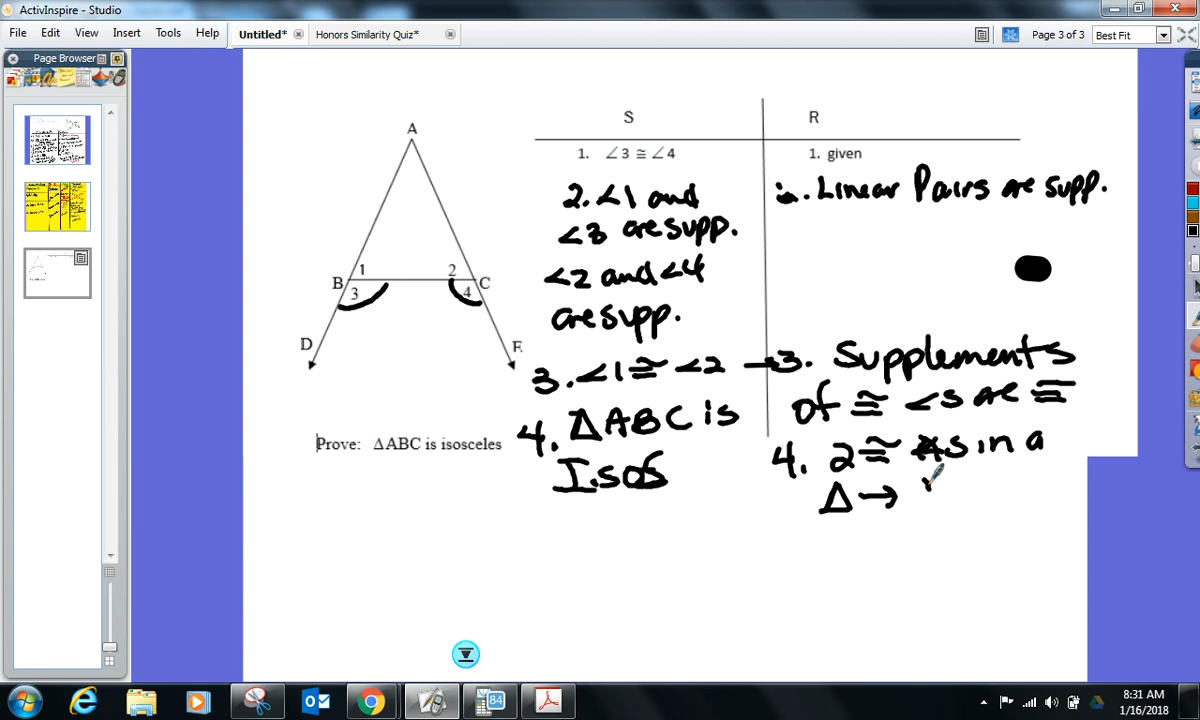 ActivInspire - Studio
File Edit View Insert Tools Help
Untitled* Honors Similarity Quiz*
Page 3 of 3 Best Fit
Page Browser
A
B 1 2 C
3 4
D E
Prove: △ABC is isosceles
S R
1. ∠3 ≅ ∠4 1. given
2. ∠1 and
∠3 are supp.
∠2 and ∠4
are supp.
Linear Pairs are supp.
3. ∠1 ≅ ∠2 → 3. Supplements
of ≅ ∠s are ≅
4. △ABC is
Isos
4. 2 ≅ ∠s in a
△ →
84
8:31 AM
1/16/2018